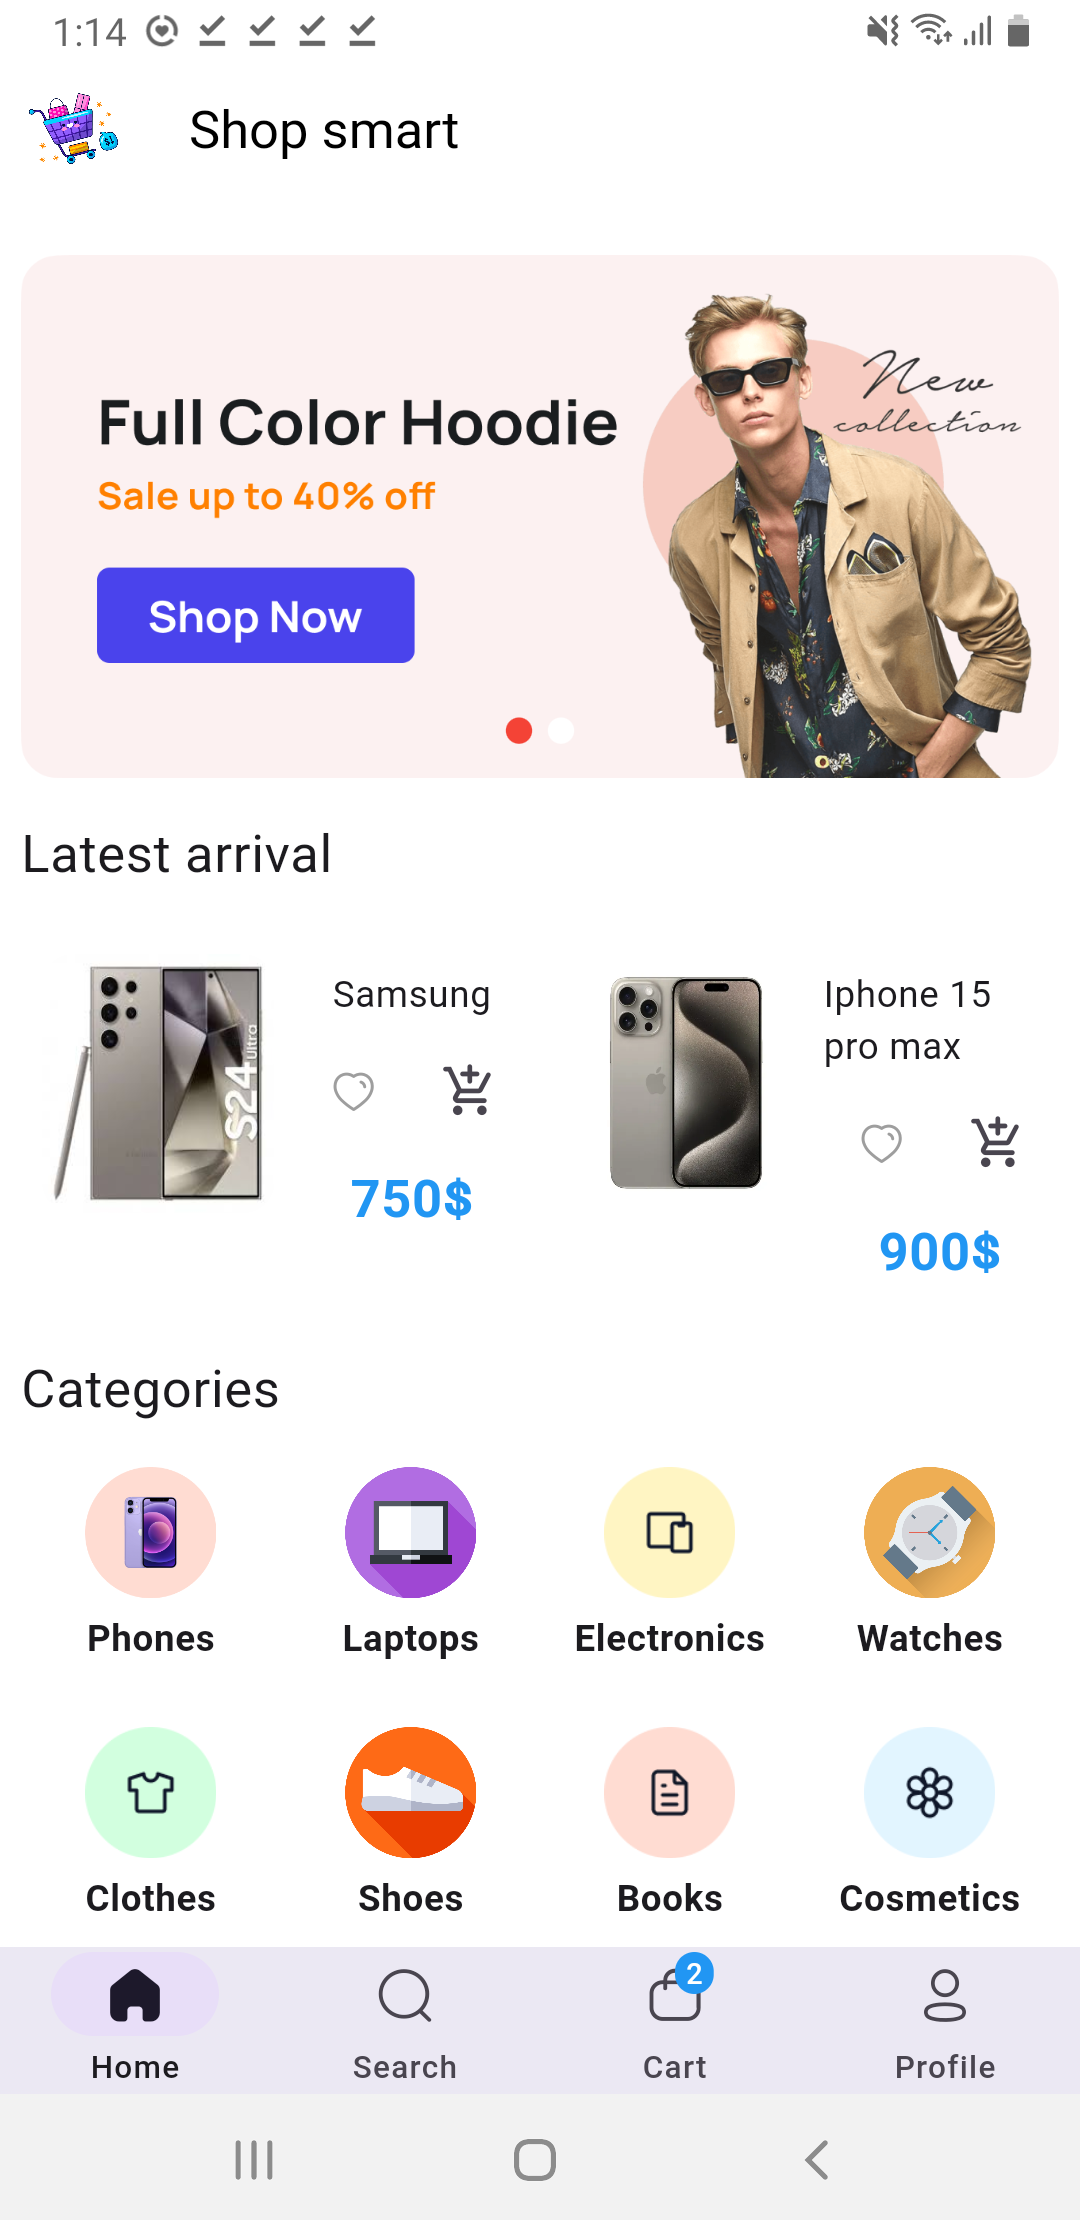 1:14
Shop smart
Full Color Hoodie
Sale up to 40% off
Shop Now
New
collection
Latest arrival
S24 Ultra
Samsung
750$
Iphone 15
pro max
900$
Categories
Phones
Laptops
Electronics
Watches
Clothes
Shoes
Books
Cosmetics
2
Home
Search
Cart
Profile